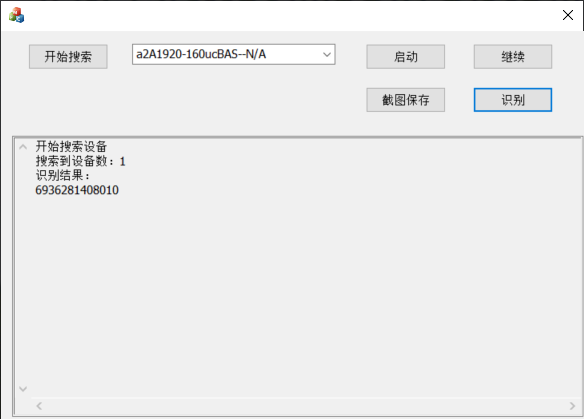 开始搜索
a2A1920-160ucBAS--N/A
启动
继续
截图保存
识别
开始搜索设备
搜索到设备数：1
识别结果：
6936281408010